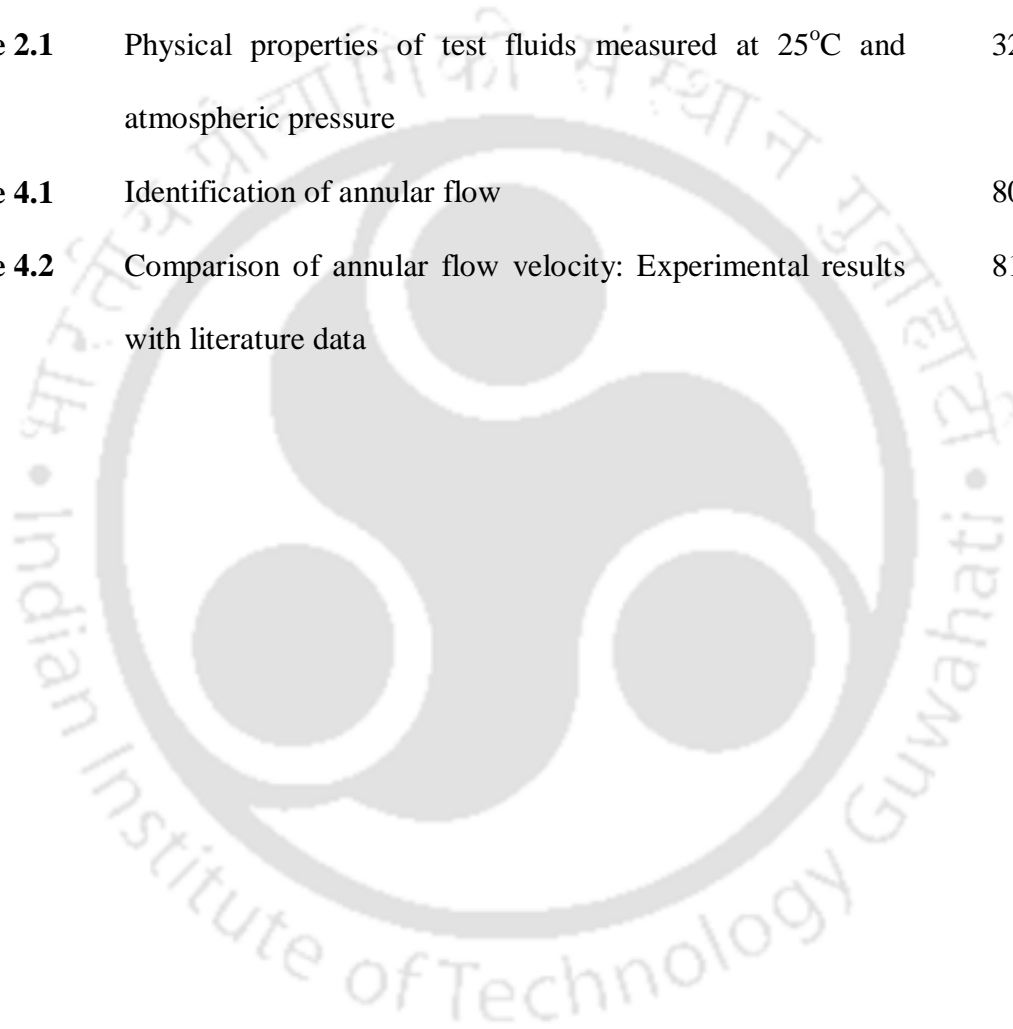 e 2.1 Physical properties of test fluids measured at 25°C and 32
atmospheric pressure
e 4.1 Identification of annular flow 80
e 4.2 Comparison of annular flow velocity: Experimental results 81
with literature data
भारतीय प्रौद्योगिकी संस्थान गुवाहाटी
• Indian Institute of Technology Guwahati •